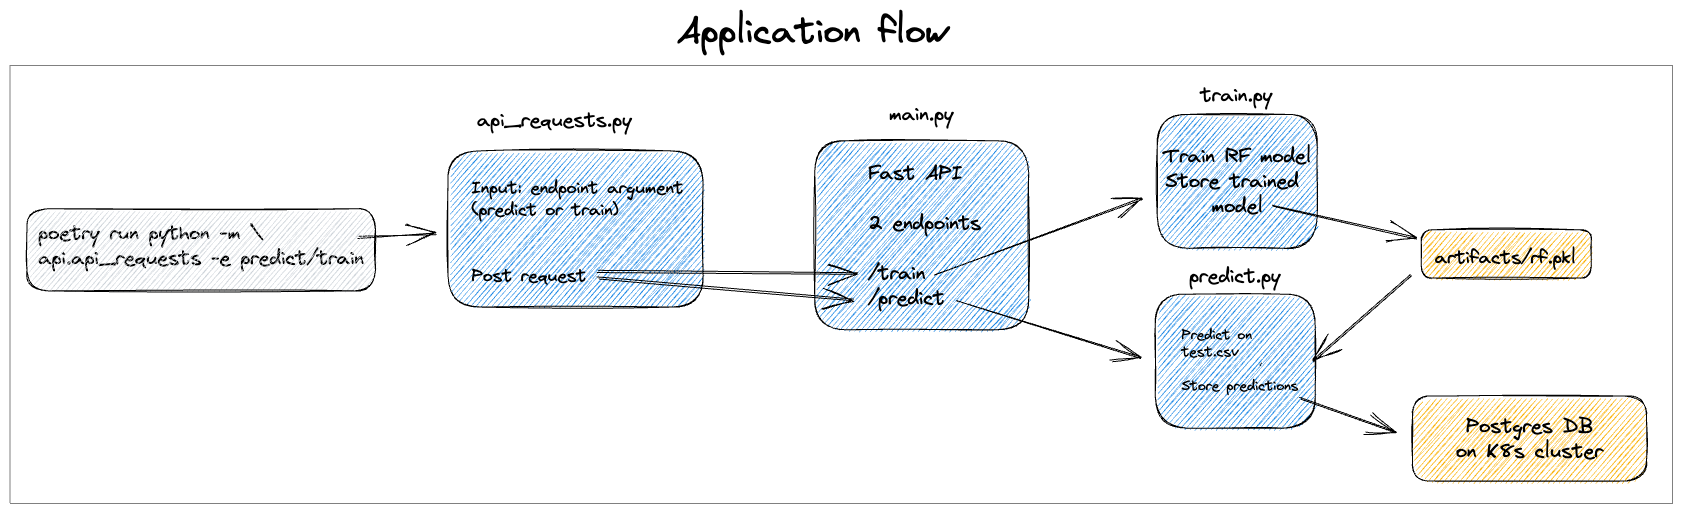 Application flow
poetry run python -m \
api.api_requests -e predict/train
api_requests.py
Input: endpoint argument
(predict or train)
Post request
main.py
Fast API
2 endpoints
/train
/predict
train.py
Train RF model
Store trained
model
predict.py
Predict on
test.csv
Store predictions
artifacts/rf.pkl
Postgres DB
on K8s cluster